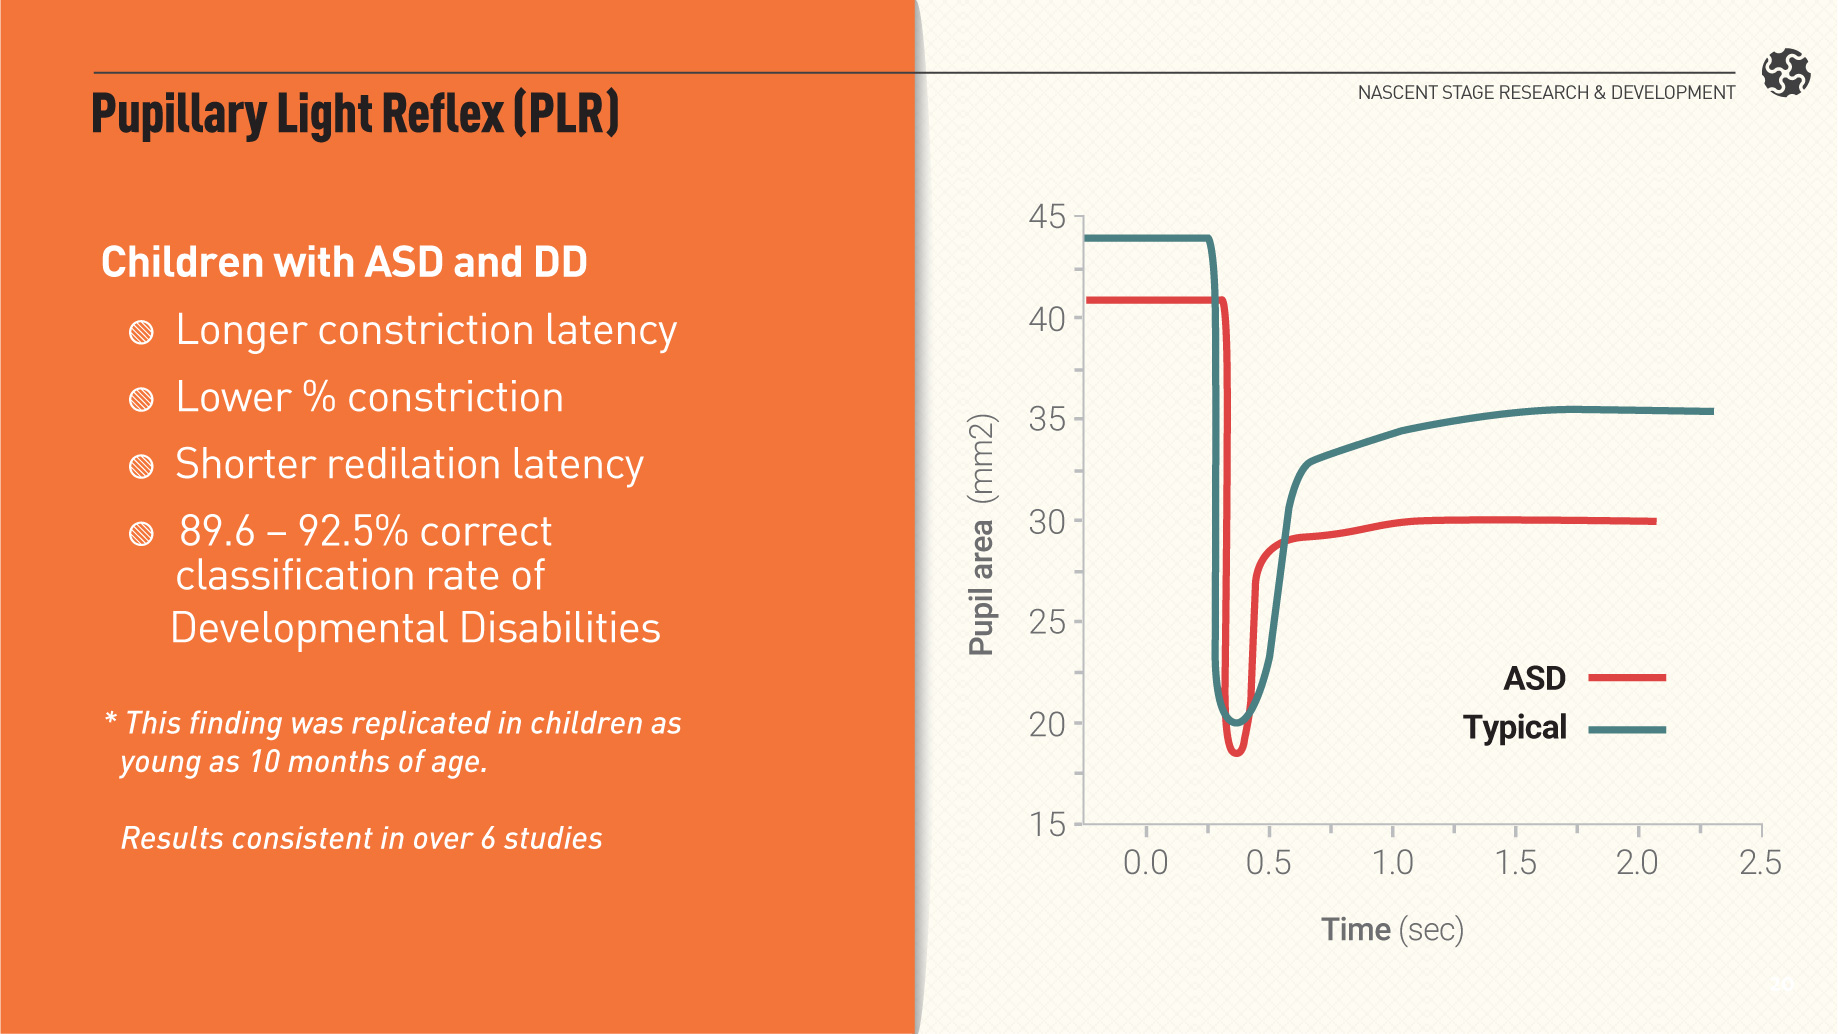 NASCENT STAGE RESEARCH & DEVELOPMENT
Pupillary Light Reflex (PLR)
Children with ASD and DD
Longer constriction latency
Lower % constriction
Shorter redilation latency
89.6 – 92.5% correct
classification rate of
Developmental Disabilities
* This finding was replicated in children as
young as 10 months of age.
Results consistent in over 6 studies
Pupil area (mm2)
45
40
35
30
25
20
15
ASD
Typical
0.0 0.5 1.0 1.5 2.0 2.5
Time (sec)